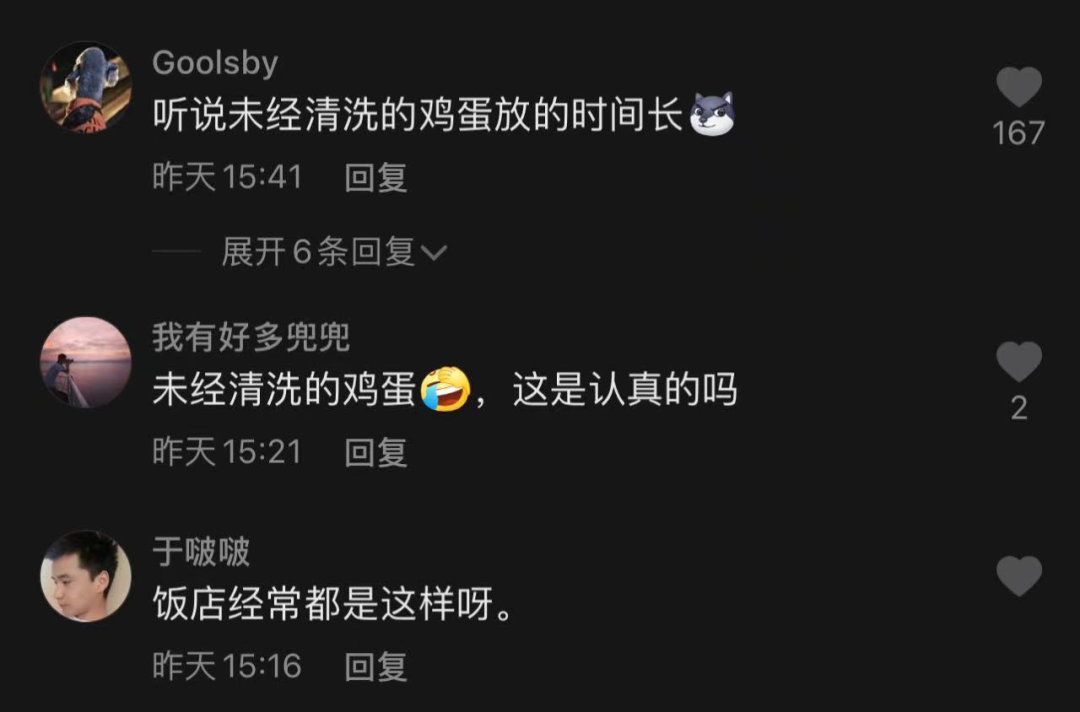 Goolsby
听说未经清洗的鸡蛋放的时间长
167
昨天 15:41 回复
展开 6 条回复
我有好多兜兜
未经清洗的鸡蛋，这是认真的吗
2
昨天 15:21 回复
于啵啵
饭店经常都是这样呀。
昨天 15:16 回复